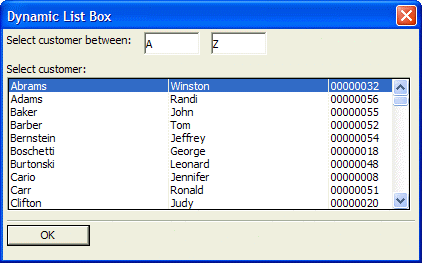 Dynamic List Box
Select customer between: A Z
Select customer:
Abrams Winston 00000032
Adams Randi 00000056
Baker John 00000055
Barber Tom 00000052
Bernstein Jeffrey 00000054
Boschetti George 00000018
Burtonski Leonard 00000048
Cario Jennifer 00000008
Carr Ronald 00000051
Clifton Judy 00000020
OK